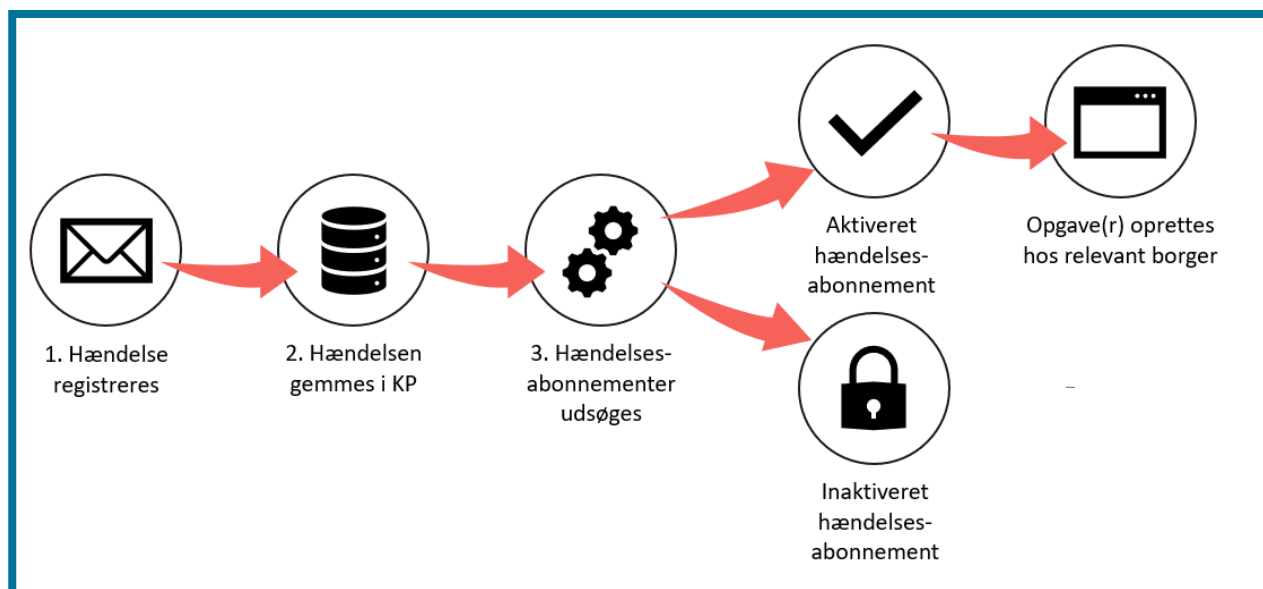 1. Hændelse
registreres
2. Hændelsen
gemmes i KP
3. Hændelses-
abonnementer
udsøges
Aktiveret
hændelses-
abonnement
Opgave(r) oprettes
hos relevant borger
Inaktiveret
hændelses-
abonnement
–